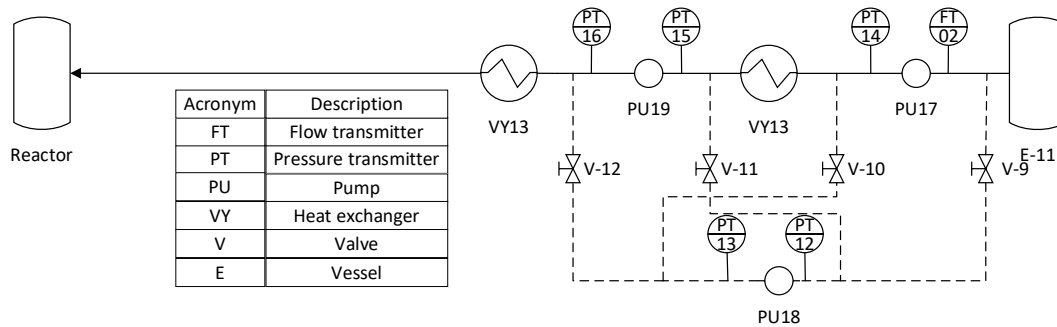 PT
16
PT
15
PT
14
FT
02
PU19
PU17
VY13
VY13
Reactor
E-11
Acronym Description
FT Flow transmitter
PT Pressure transmitter
PU Pump
VY Heat exchanger
V Valve
E Vessel
V-12
V-11
V-10
V-9
PT
13
PT
12
PU18